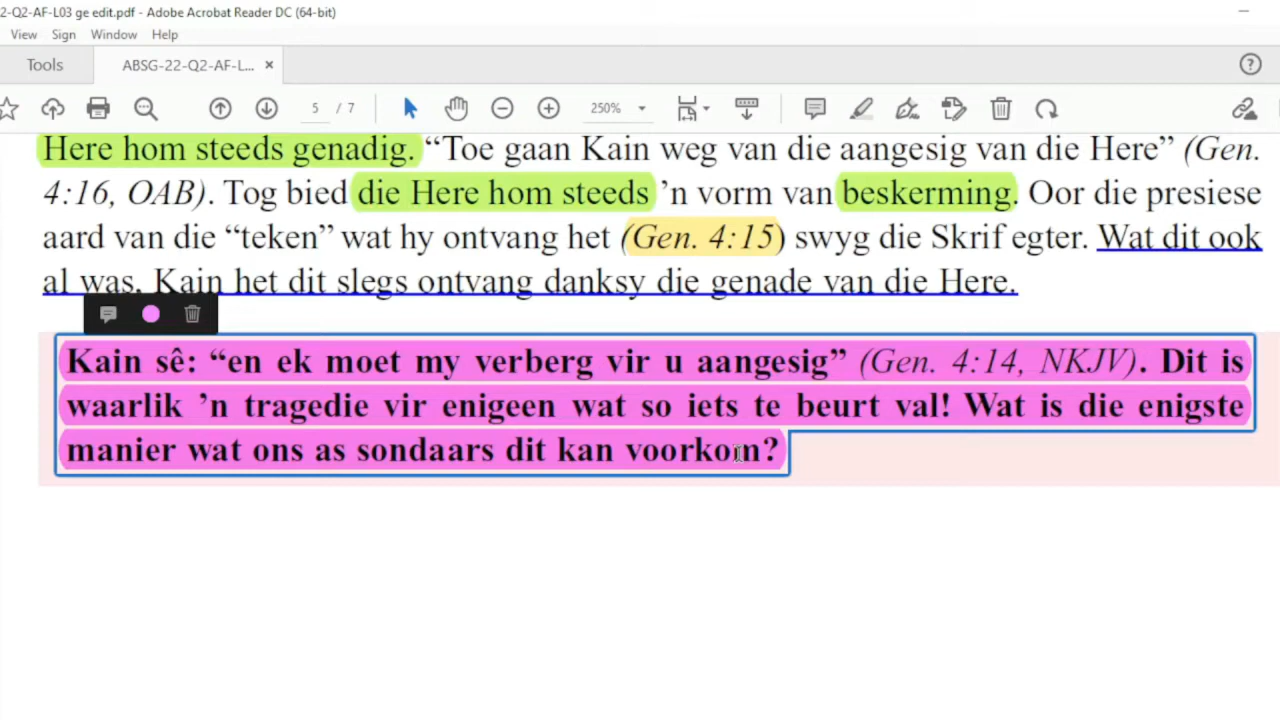 2-Q2-AF-L03 ge edit.pdf - Adobe Acrobat Reader DC (64-bit)
View Sign Window Help
Tools ABSG-22-Q2-AF-L... ×
5 / 7 250%
Here hom steeds genadig. “Toe gaan Kain weg van die aangesig van die Here” (Gen.
4:16, OAB). Tog bied die Here hom steeds ’n vorm van beskerming. Oor die presiese
aard van die “teken” wat hy ontvang het (Gen. 4:15) swyg die Skrif egter. Wat dit ook
al was, Kain het dit slegs ontvang danksy die genade van die Here.
Kain sê: “en ek moet my verberg vir u aangesig” (Gen. 4:14, NKJV). Dit is
waarlik ’n tragedie vir enigeen wat so iets te beurt val! Wat is die enigste
manier wat ons as sondaars dit kan voorkom?